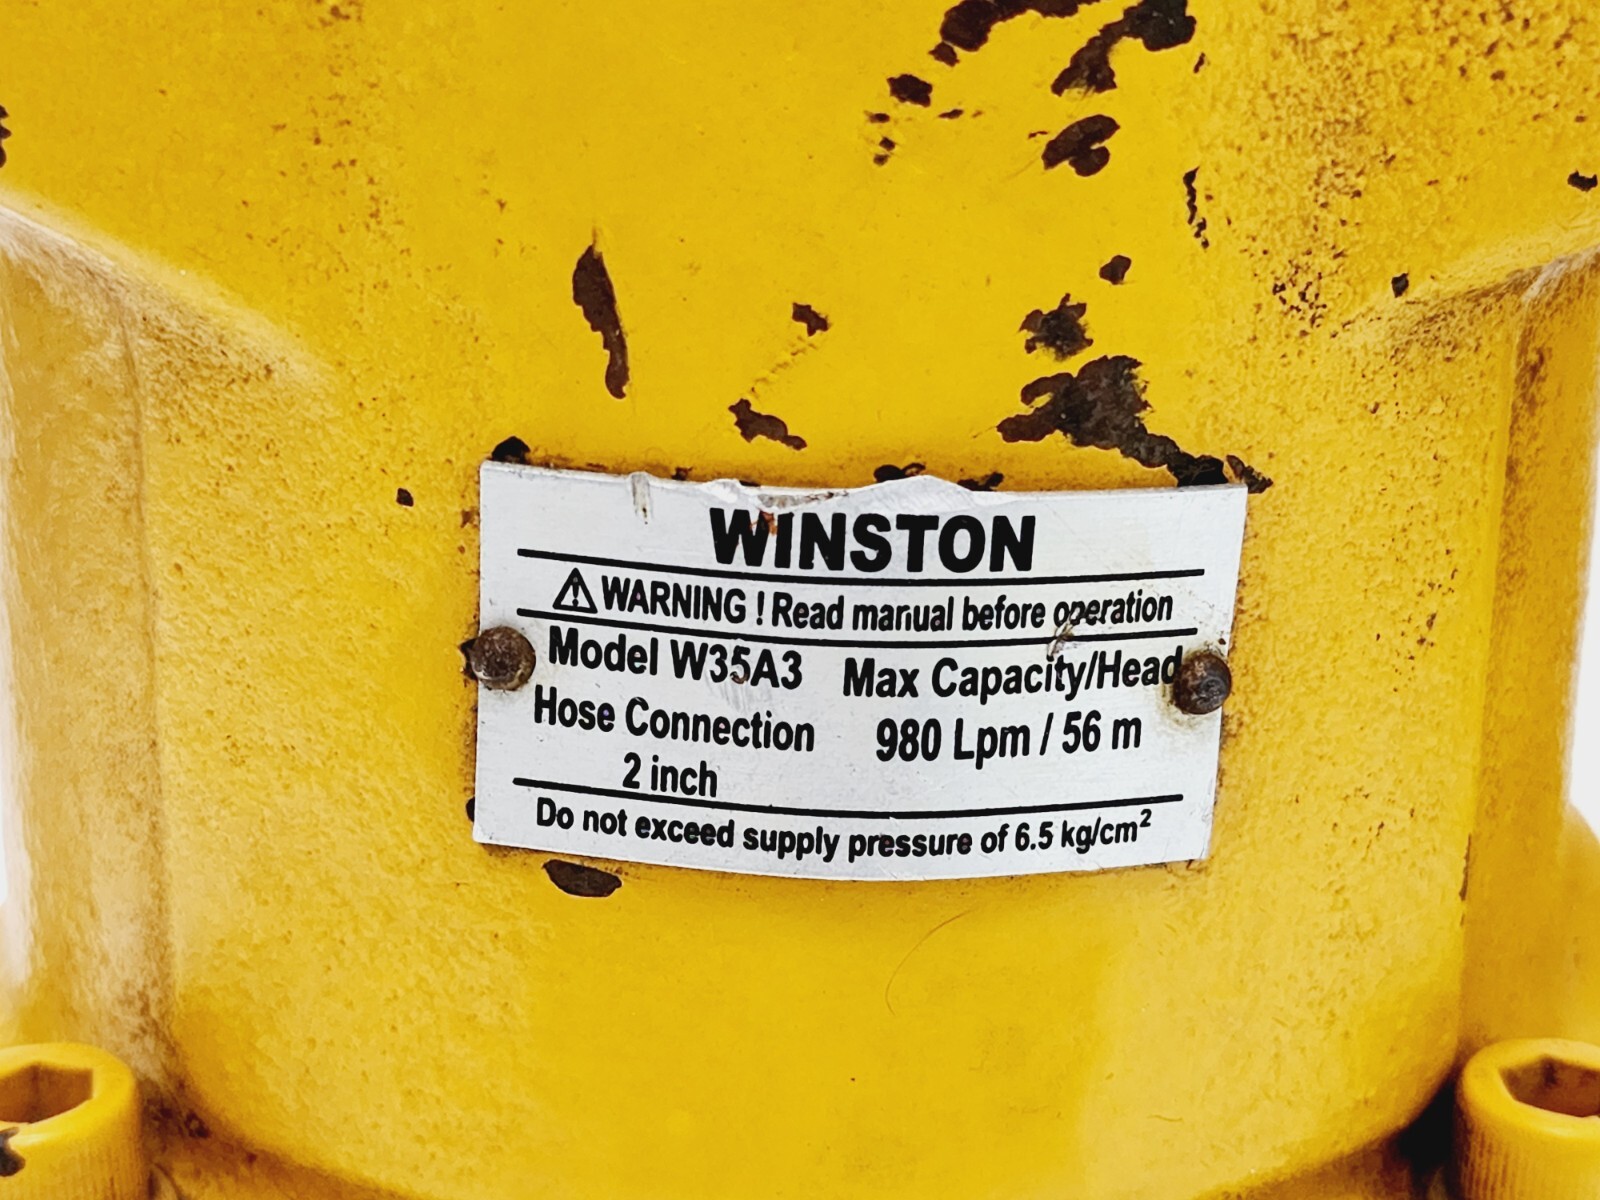 WINSTON
WARNING ! Read manual before operation
Model W35A3 Max Capacity/Head
Hose Connection 980 Lpm / 56 m
2 inch
Do not exceed supply pressure of 6.5 kg/cm²